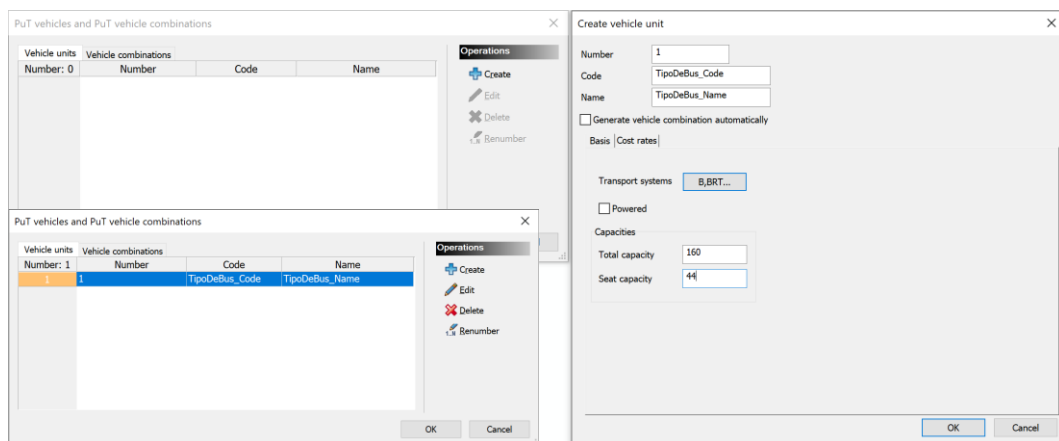 PuT vehicles and PuT vehicle combinations
Vehicle units Vehicle combinations
Number: 0 Number Code Name
Operations
Create
Edit
Delete
Renumber
PuT vehicles and PuT vehicle combinations
Vehicle units Vehicle combinations
Number: 1 Number Code Name
1 1 TipoDeBus_Code TipoDeBus_Name
Operations
Create
Edit
Delete
Renumber
OK Cancel
Create vehicle unit
Number 1
Code TipoDeBus_Code
Name TipoDeBus_Name
Generate vehicle combination automatically
Basis Cost rates
Transport systems B,BRT...
Powered
Capacities
Total capacity 160
Seat capacity 44
OK Cancel